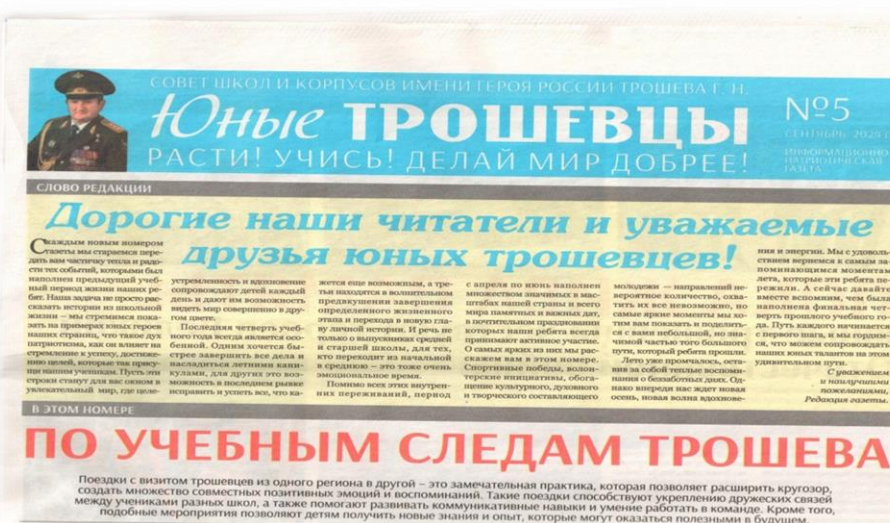 СОВЕТ ШКОЛ И КОРПУСОВ ИМЕНИ ГЕРОЯ РОССИИ ТРОШЕВА Г. Н.
Юные ТРОШЕВЦЫ
РАСТИ! УЧИСЬ! ДЕЛАЙ МИР ДОБРЕЕ!
№5
СЕНТЯБРЬ 2024
ИНФОРМАЦИОННО
ПАТРИОТИЧЕСКАЯ
ГАЗЕТА
СЛОВО РЕДАКЦИИ
Дорогие наши читатели и уважаемые
друзья юных трошевцев!
С каждым новым номером
газеты мы стараемся пере-
дать вам частичку тепла и радо-
сти тех событий, которыми был
наполнен предыдущий учеб-
ный период жизни наших ре-
бят. Наша задача не просто рас-
сказать истории из школьной
жизни – мы стремимся пока-
зать на примерах юных героев
наших страниц, что такое дух
патриотизма, как он влияет на
стремление к успеху, достиже-
нию целей, которые так прису-
щи нашим ученикам. Пусть эти
строки станут для вас окном в
увлекательный мир, где целе-
устремленность и вдохновение
сопровождают детей каждый
день и дают им возможность
видеть мир совершенно в дру-
гом цвете.
Последняя четверть учеб-
ного года всегда является осо-
бенной. Одним хочется бы-
стрее завершить все дела и
насладиться летними кани-
кулами, для других это воз-
можность в последнем рывке
исправить и успеть все, что ка-
жется еще возможным, а тре-
тьи находятся в волнительном
предвкушении завершения
определенного жизненного
этапа и перехода в новую гла-
ву личной истории. И речь не
только о выпускниках средней
и старшей школы, для тех,
кто переходит из начальной
в среднюю – это тоже очень
эмоциональное время.
Помимо всех этих внутрен-
них переживаний, период
с апреля по июнь наполнен
множеством значимых в мас-
штабах нашей страны и всего
мира памятных и важных дат,
в почтительном праздновании
которых наши ребята всегда
принимают активное участие.
О самых ярких из них мы рас-
скажем вам в этом номере.
Спортивные победы, волон-
терские инициативы, обога-
щение культурного, духовного
и творческого составляющего
молодежи — направлений не-
вероятное количество, охва-
тить их все невозможно, но
самые яркие моменты мы хо-
тим вам показать и поделить-
ся с вами небольшой, но зна-
чимой частью того большого
пути, который ребята прошли.
Лето уже промчалось, оста-
вив за собой теплые воспоми-
нания о беззаботных днях. Од-
нако впереди нас ждет новая
осень, новая волна вдохнове-
ния и энергии. Мы с удоволь-
ствием вернемся к самым за-
поминающимся моментам
лета, которые эти ребята пе-
режили. А сейчас давайте
вместе вспомним, чем была
наполнена финальная чет-
верть прошлого учебного го-
да. Путь каждого начинается
с первого шага, и мы гордим-
ся, что можем сопровождать
наших юных талантов на этом
удивительном пути.
С уважением
и наилучшими
пожеланиями,
Редакция газеты.
В ЭТОМ НОМЕРЕ
ПО УЧЕБНЫМ СЛЕДАМ ТРОШЕВА
Поездки с визитом трошевцев из одного региона в другой – это замечательная практика, которая позволяет расширить кругозор,
создать множество совместных позитивных эмоций и воспоминаний. Такие поездки способствуют укреплению дружеских связей
между учениками разных школ, а также помогают развивать коммуникативные навыки и умение работать в команде. Кроме того,
подобные мероприятия позволяют детям получить новые знания и опыт, которые могут оказаться полезными в будущем.